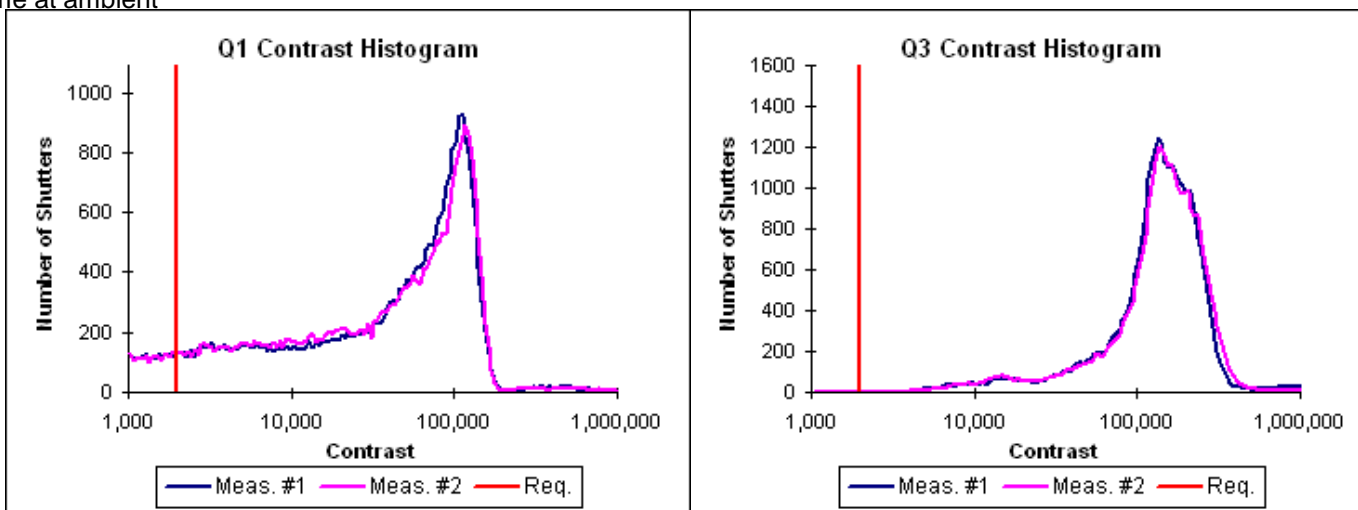 at ambient
Q1 Contrast Histogram
Number of Shutters
1000
800
600
400
200
0
1,000
10,000
100,000
1,000,000
Contrast
Meas. #1
Meas. #2
Req.
Q3 Contrast Histogram
Number of Shutters
1600
1400
1200
1000
800
600
400
200
0
1,000
10,000
100,000
1,000,000
Contrast
Meas. #1
Meas. #2
Req.